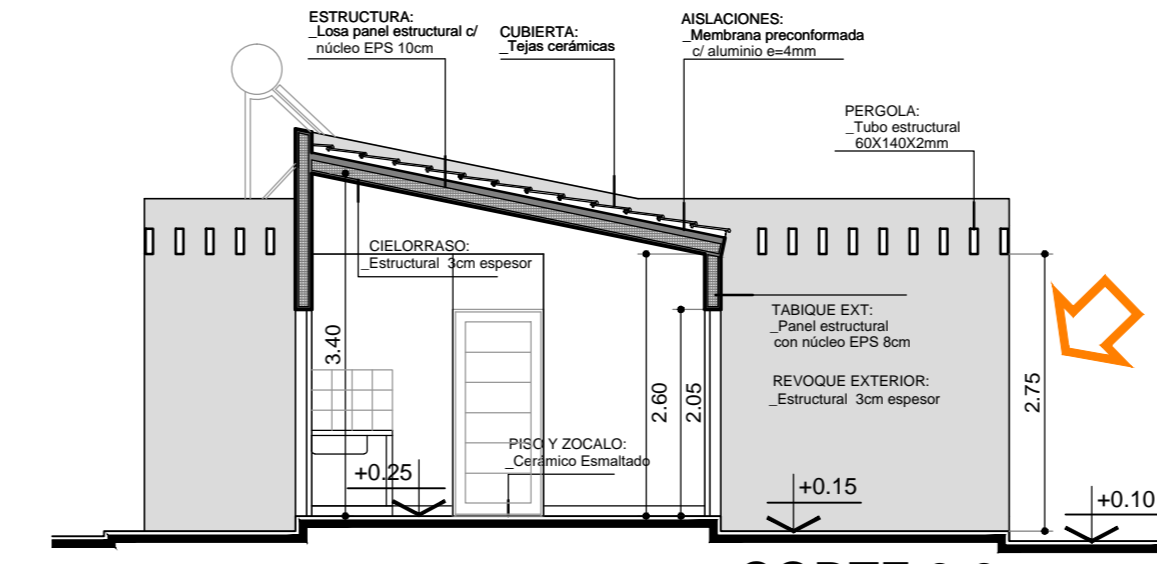 ESTRUCTURA:
_Losa panel estructural c/
núcleo EPS 10cm
CUBIERTA:
_Tejas cerámicas
AISLACIONES:
_Membrana preconformada
c/ aluminio e=4mm
PERGOLA:
_Tubo estructural
60X140X2mm
CIELORRASO:
_Estructural 3cm espesor
TABIQUE EXT:
_Panel estructural
con núcleo EPS 8cm
REVOQUE EXTERIOR:
_Estructural 3cm espesor
3.40
2.60
2.05
2.75
PISO Y ZOCALO:
_Cerámico Esmaltado
+0.25
+0.15
+0.10